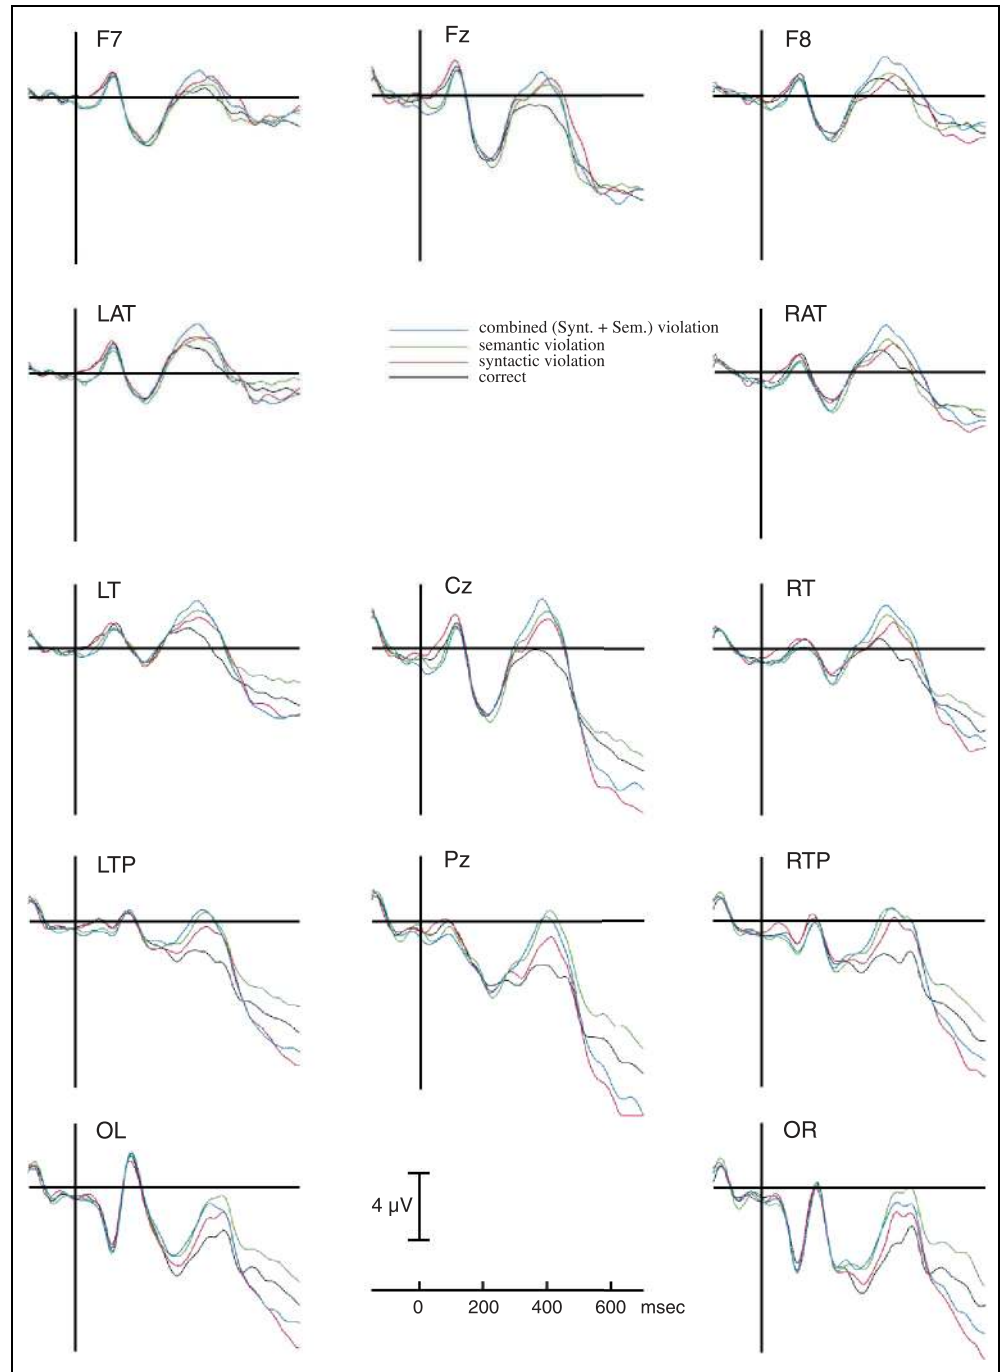 F7
Fz
F8
LAT
RAT
combined (Synt. + Sem.) violation
semantic violation
syntactic violation
correct
LT
Cz
RT
LTP
Pz
RTP
OL
OR
4 μV
0 200 400 600 msec